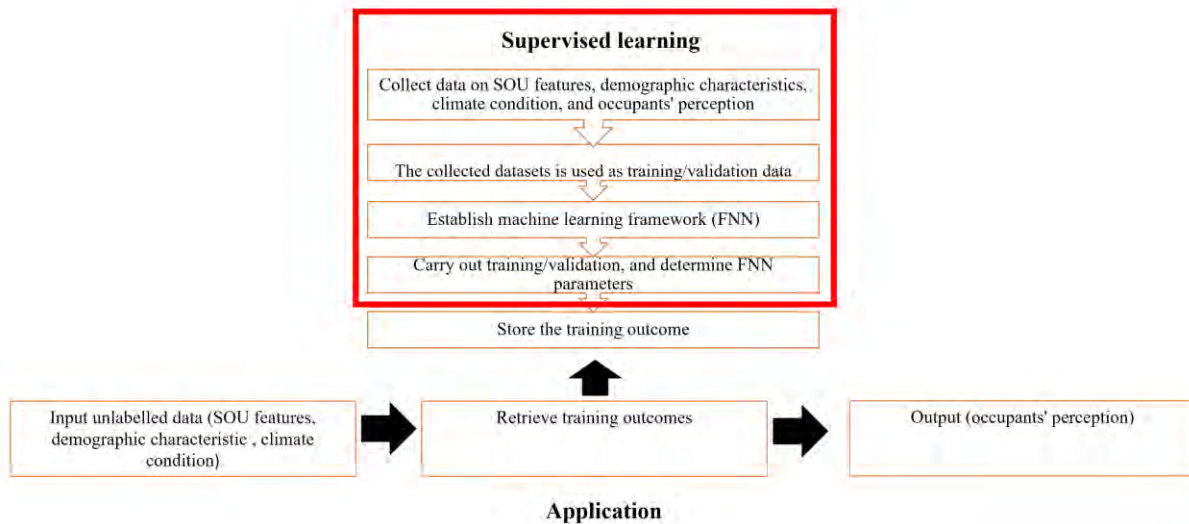 Supervised learning
Collect data on SOU features, demographic characteristics,
climate condition, and occupants' perception
The collected datasets is used as training/validation data
Establish machine learning framework (FNN)
Carry out training/validation, and determine FNN
parameters
Store the training outcome
Input unlabelled data (SOU features,
demographic characteristic , climate
condition)
Retrieve training outcomes
Output (occupants' perception)
Application